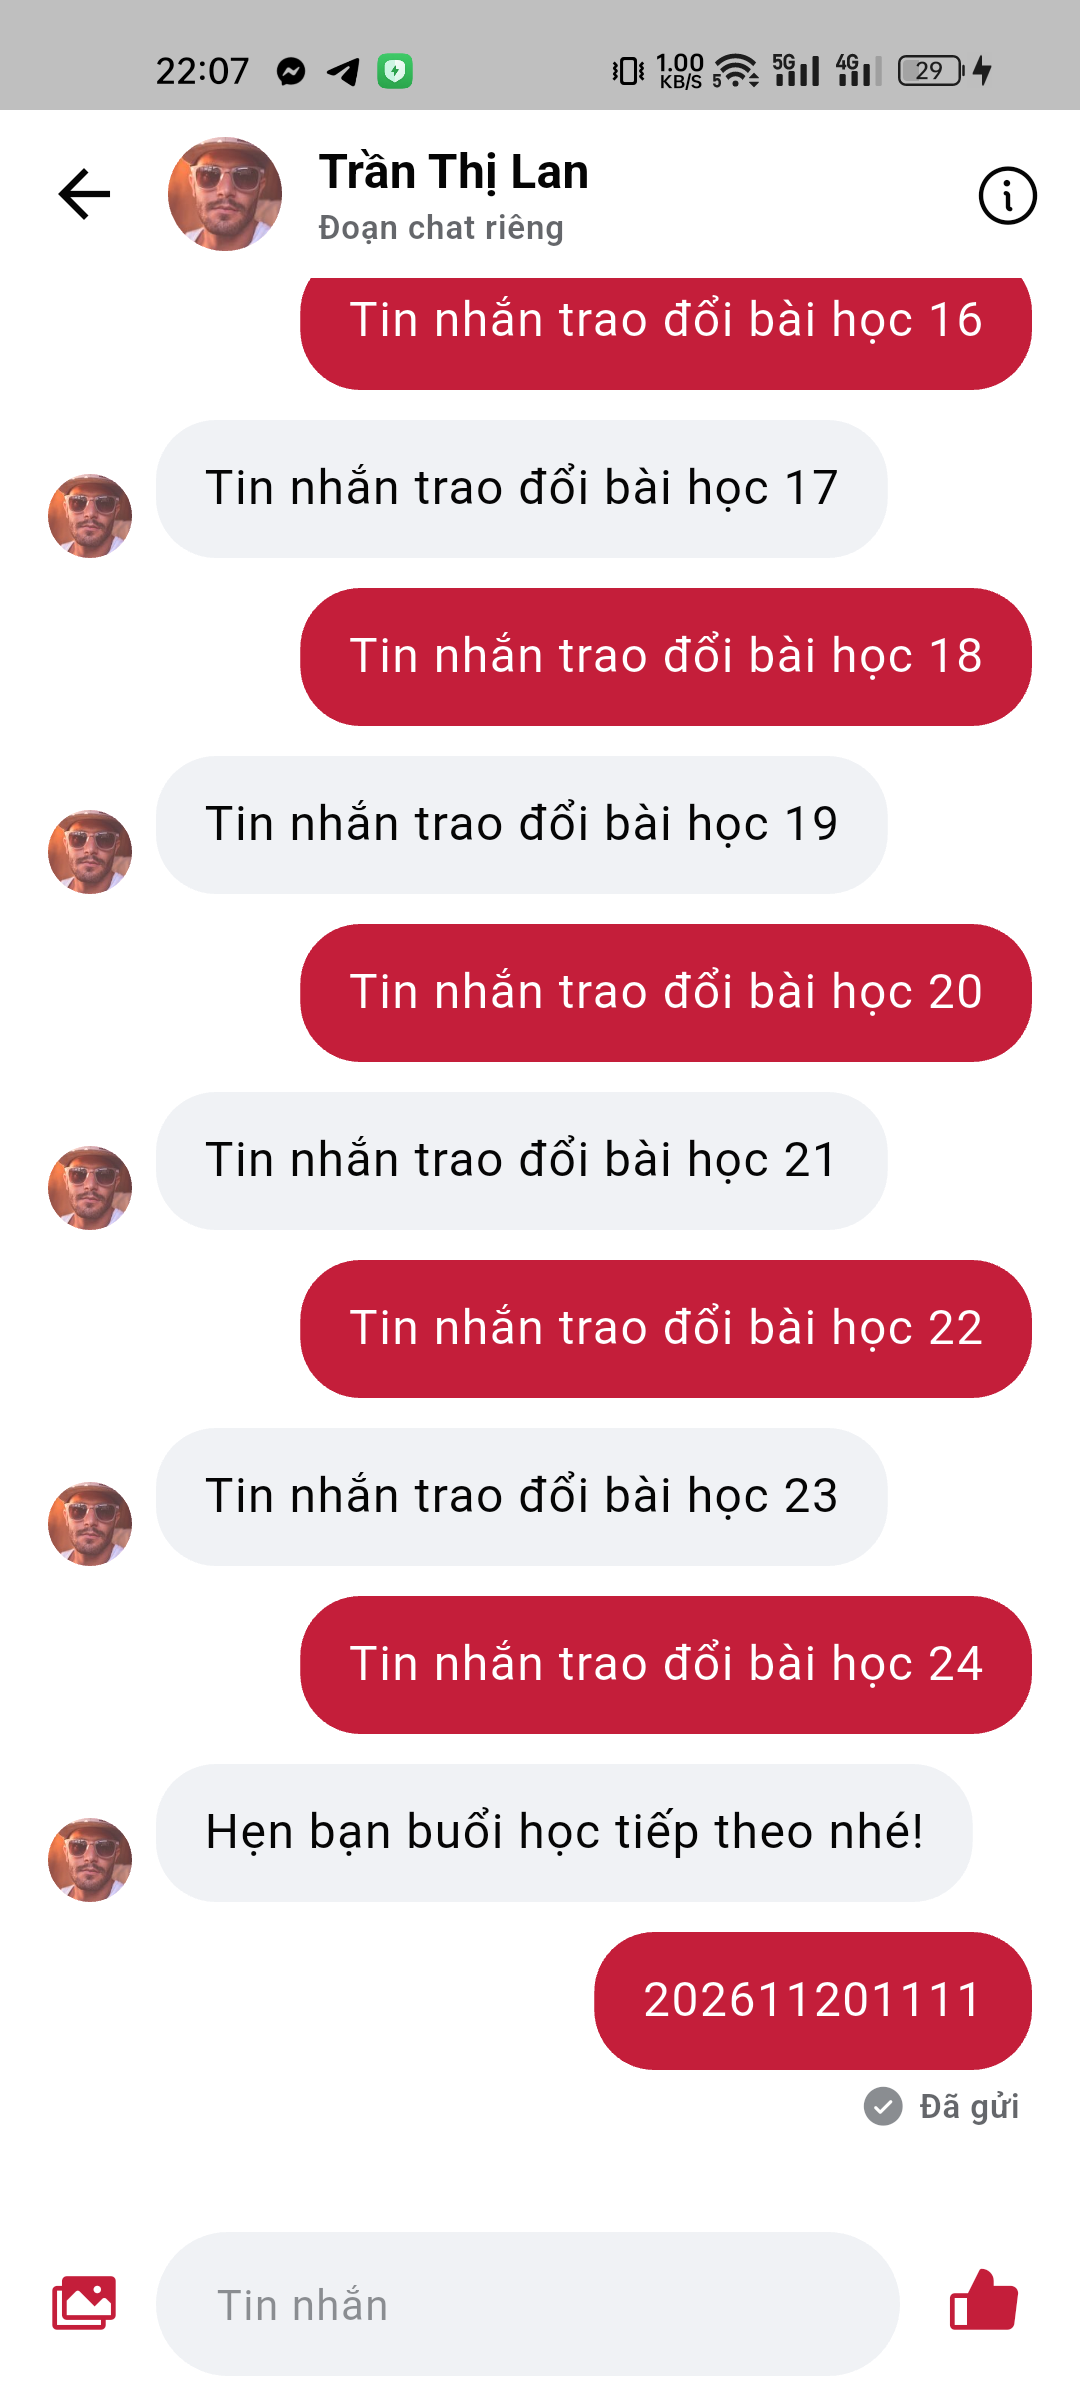 22:07
1.00 KB/S 5 5G 4G 29
Trần Thị Lan
Đoạn chat riêng
Tin nhắn trao đổi bài học 16
Tin nhắn trao đổi bài học 17
Tin nhắn trao đổi bài học 18
Tin nhắn trao đổi bài học 19
Tin nhắn trao đổi bài học 20
Tin nhắn trao đổi bài học 21
Tin nhắn trao đổi bài học 22
Tin nhắn trao đổi bài học 23
Tin nhắn trao đổi bài học 24
Hẹn bạn buổi học tiếp theo nhé!
202611201111
Đã gửi
Tin nhắn